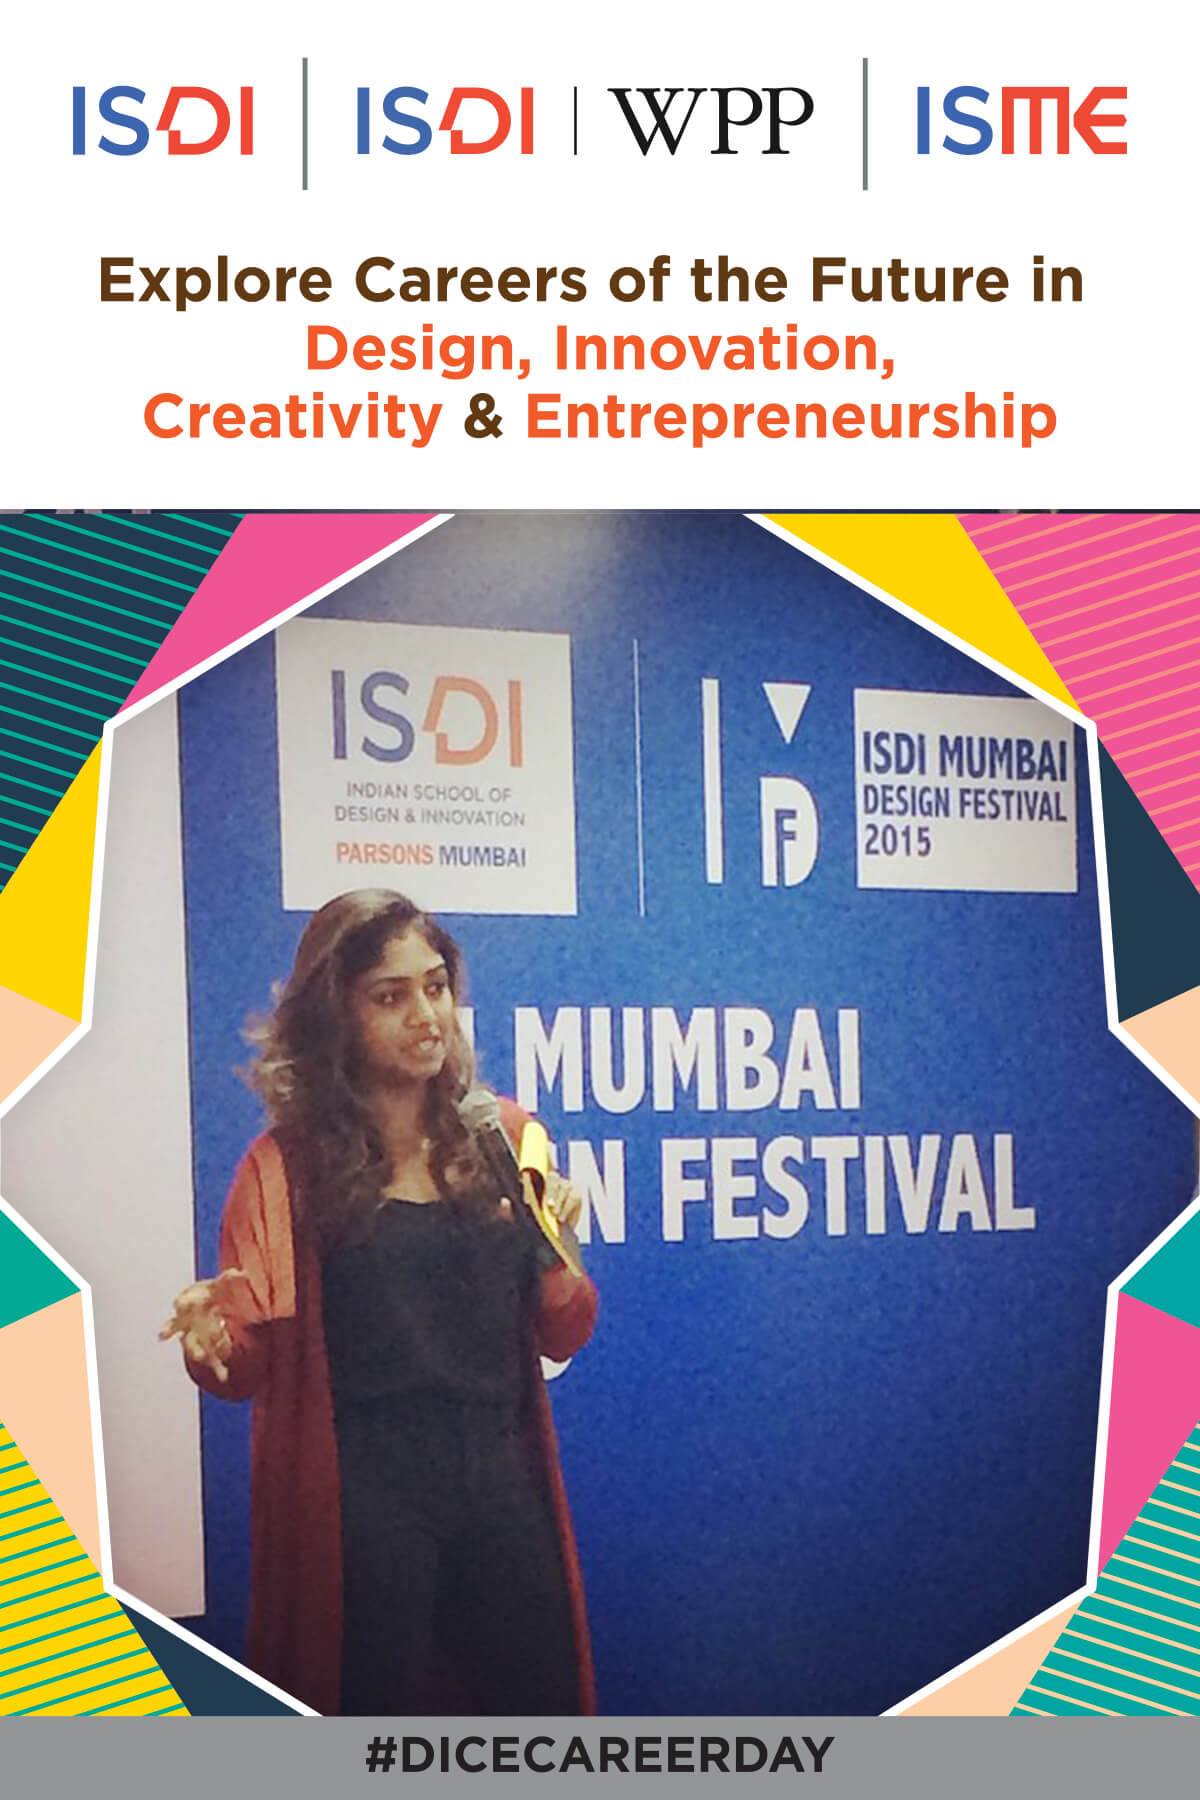 ISDI | ISDI | WPP | ISME
Explore Careers of the Future in
Design, Innovation,
Creativity & Entrepreneurship
ISDI
INDIAN SCHOOL OF
DESIGN & INNOVATION
PARSONS MUMBAI
IDF
ISDI MUMBAI
DESIGN FESTIVAL
2015
MUMBAI
N FESTIVAL
#DICECAREERDAY